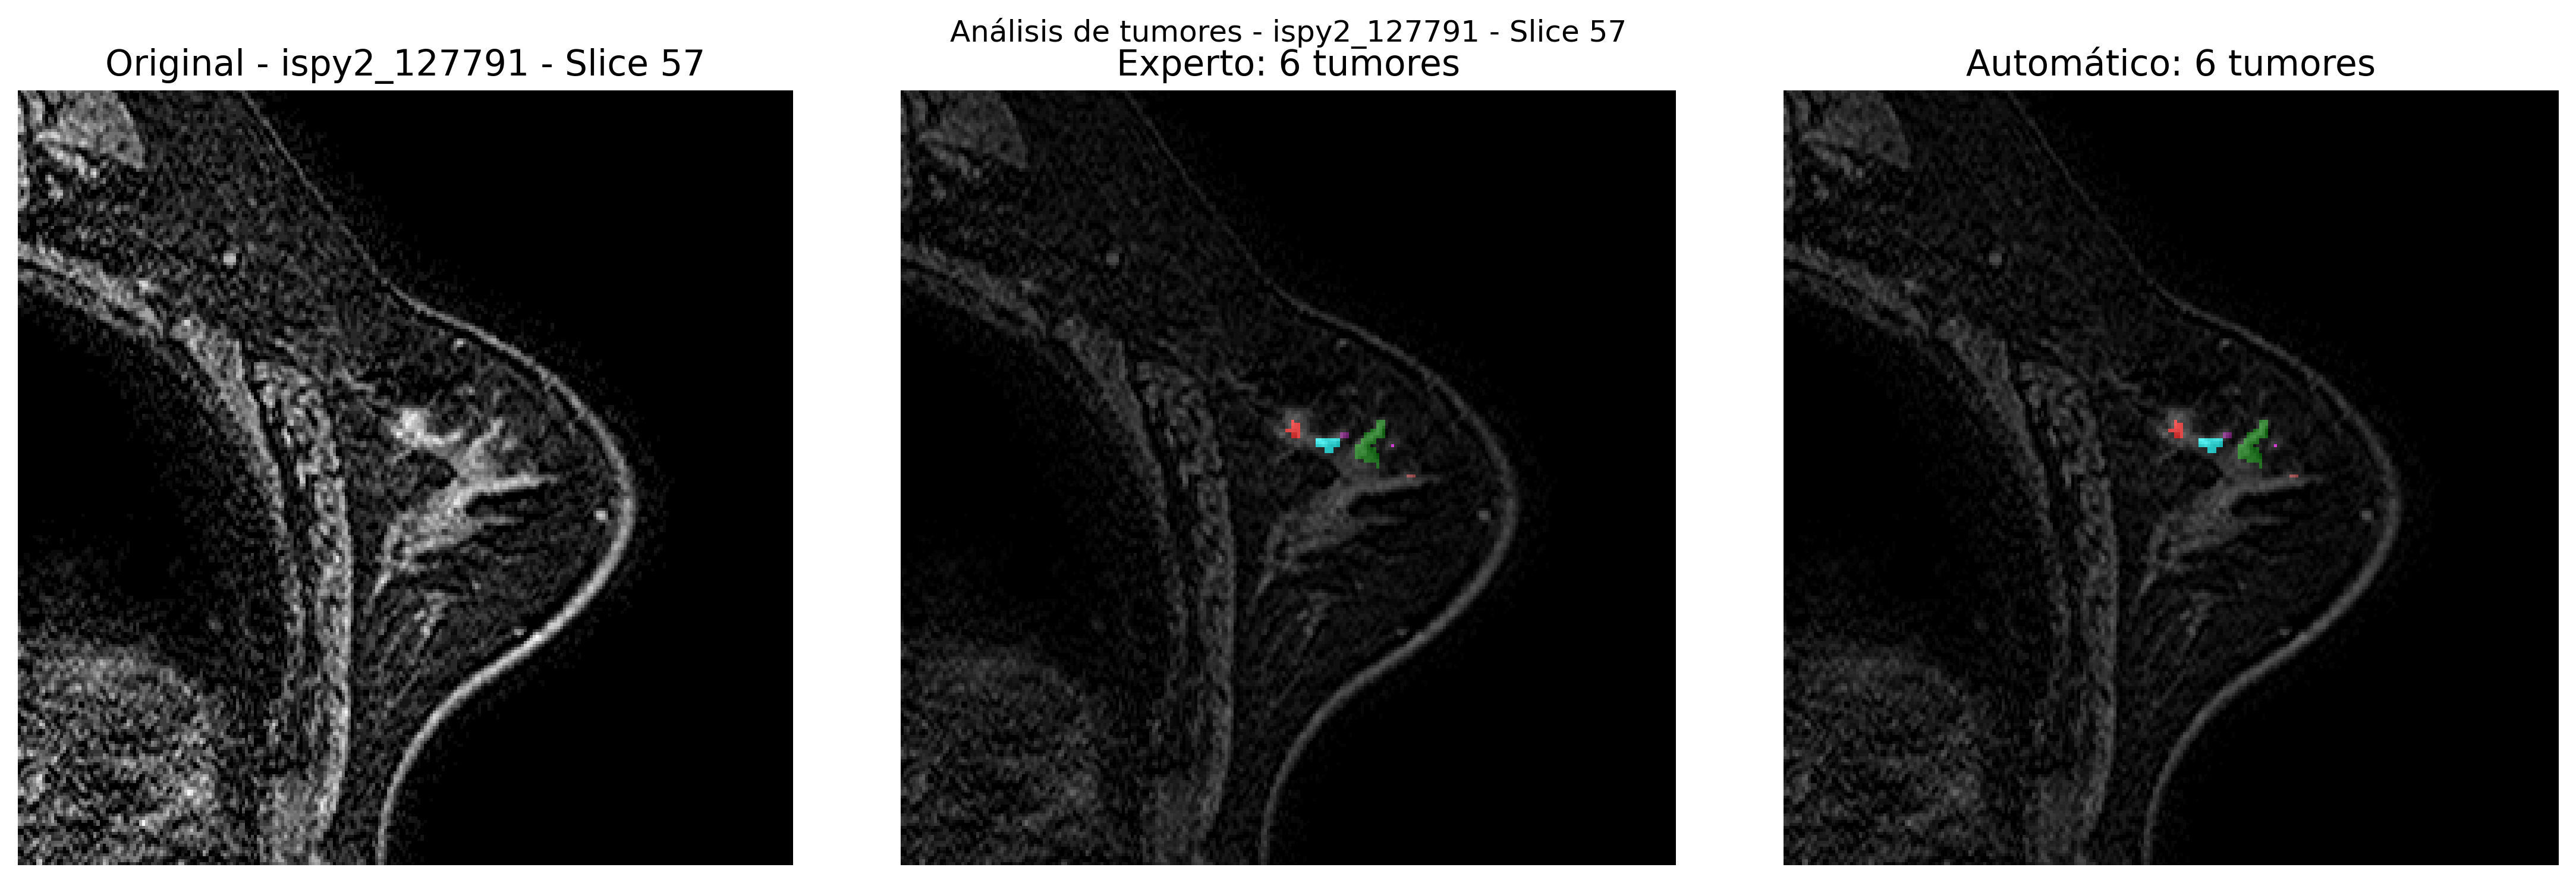 Análisis de tumores - ispy2_127791 - Slice 57
Original - ispy2_127791 - Slice 57
Experto: 6 tumores
Automático: 6 tumores